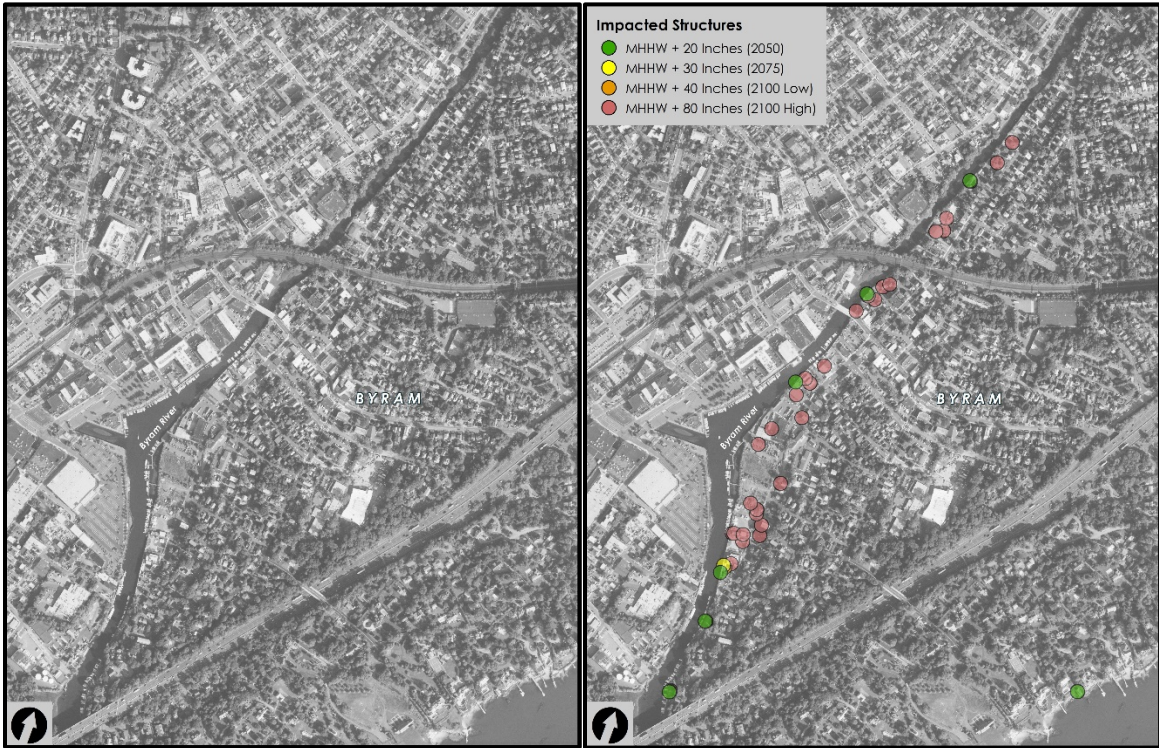 BYRAM
Byram River
Impacted Structures
MHHW + 20 Inches (2050)
MHHW + 30 Inches (2075)
MHHW + 40 Inches (2100 Low)
MHHW + 80 Inches (2100 High)
BYRAM
Byram River